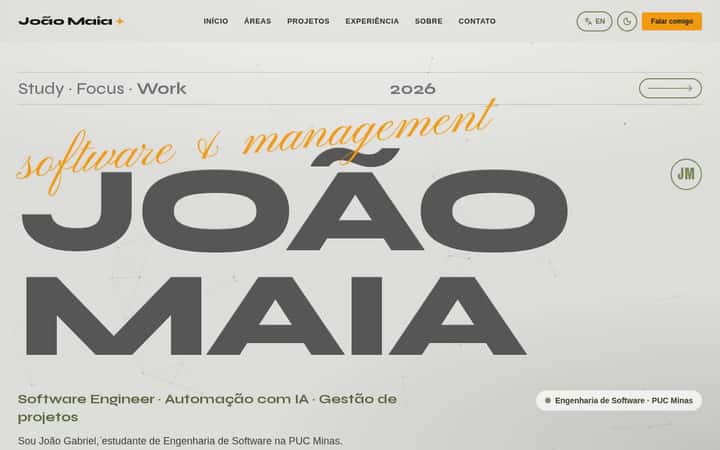 João Maia
INÍCIO ÁREAS PROJETOS EXPERIÊNCIA SOBRE CONTATO
EN
Falar comigo
Study · Focus · Work
2026
software & management
JOÃO
MAIA
JM
Software Engineer · Automação com IA · Gestão de
projetos
Engenharia de Software · PUC Minas
Sou João Gabriel, estudante de Engenharia de Software na PUC Minas.